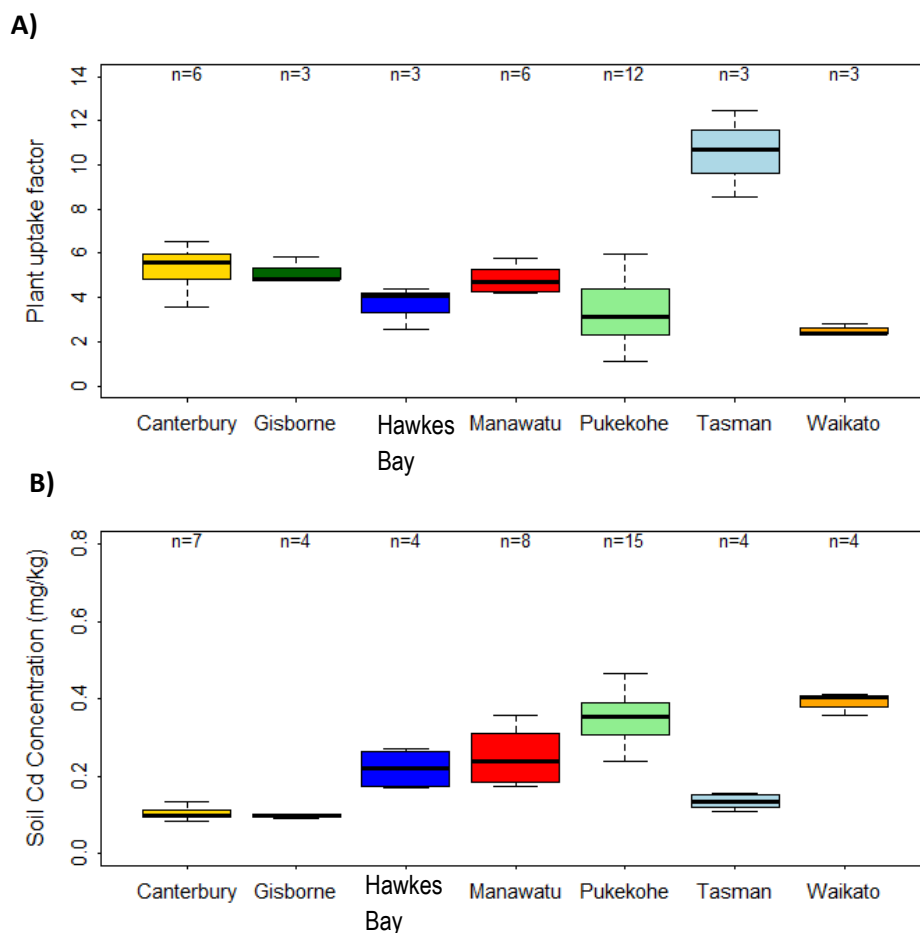 A)
n=6 n=3 n=3 n=6 n=12 n=3 n=3
14
12
10
8
6
4
2
0
Plant uptake factor
Canterbury Gisborne Hawkes Manawatu Pukekohe Tasman Waikato
Bay
B)
n=7 n=4 n=4 n=8 n=15 n=4 n=4
0.8
0.6
0.4
0.2
0.0
Soil Cd Concentration (mg/kg)
Canterbury Gisborne Hawkes Manawatu Pukekohe Tasman Waikato
Bay